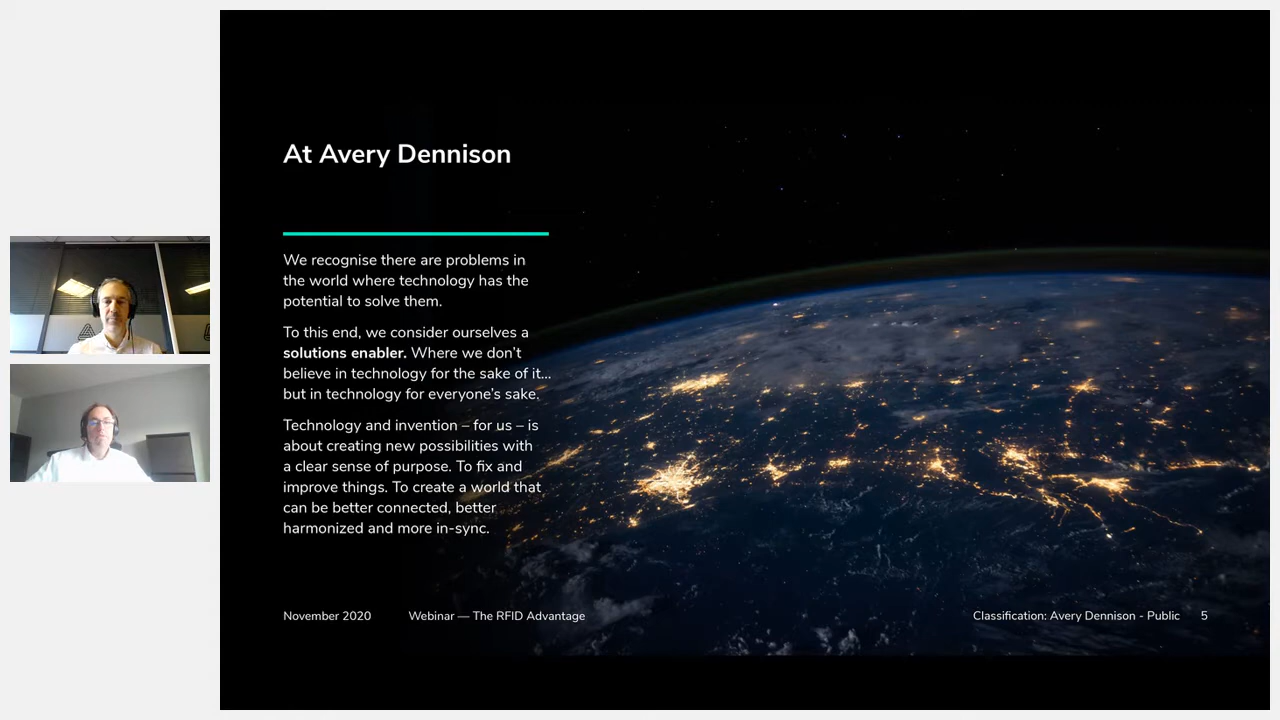 At Avery Dennison
We recognise there are problems in
the world where technology has the
potential to solve them.
To this end, we consider ourselves a
solutions enabler. Where we don’t
believe in technology for the sake of it...
but in technology for everyone’s sake.
Technology and invention – for us – is
about creating new possibilities with
a clear sense of purpose. To fix and
improve things. To create a world that
can be better connected, better
harmonized and more in-sync.
November 2020 Webinar — The RFID Advantage Classification: Avery Dennison - Public 5